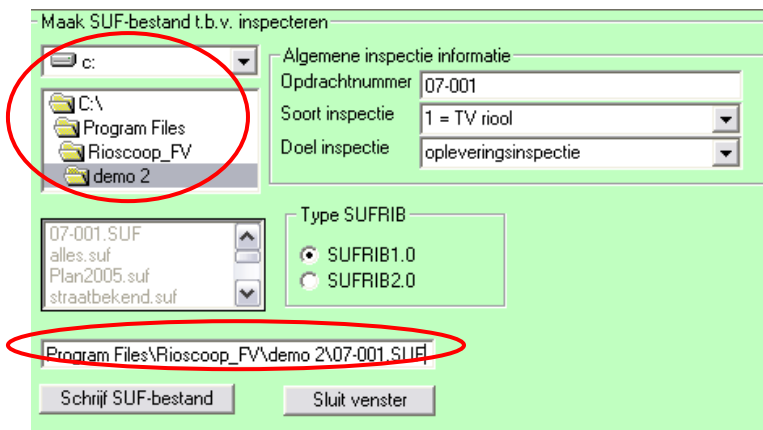 Maak SUF-bestand t.b.v. inspecteren
c:
C:\
Program Files
Rioscoop_FV
demo 2
Algemene inspectie informatie
Opdrachtnummer 07-001
Soort inspectie 1 = TV riool
Doel inspectie opleveringsinspectie
07-001.SUF
alles.suf
Plan2005.suf
straatbekend.suf
Type SUFRIB
SUFRIB1.0
SUFRIB2.0
Program Files\Rioscoop_FV\demo 2\07-001.SUF
Schrijf SUF-bestand
Sluit venster